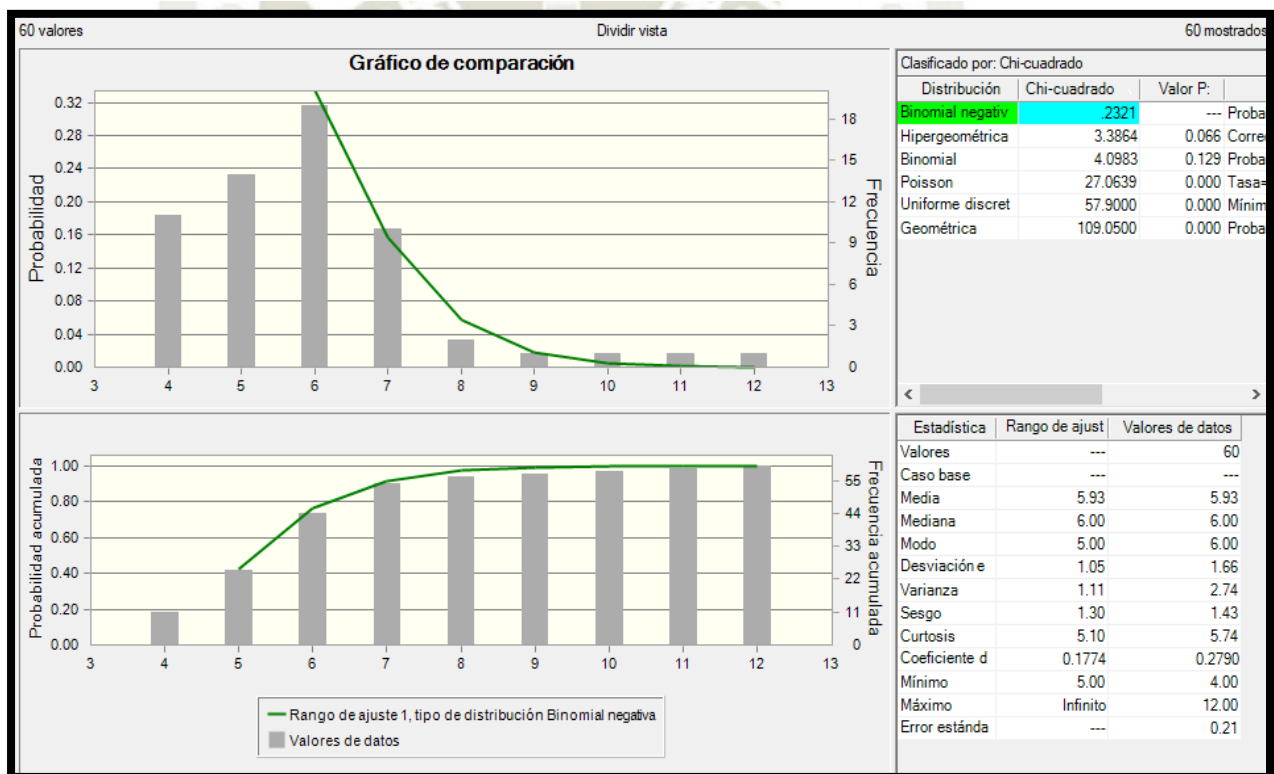 60 valores Dividir vista 60 mostrados
Gráfico de comparación
Probabilidad
0.32
0.28
0.24
0.20
0.16
0.12
0.08
0.04
0.00
18
15
12
9
6
3
0
Frecuencia
3 4 5 6 7 8 9 10 11 12 13
Clasificado por: Chi-cuadrado
Distribución Chi-cuadrado Valor P:
Binomial negativ .2321 --- Proba
Hipergeométrica 3.3864 0.066 Corre
Binomial 4.0983 0.129 Proba
Poisson 27.0639 0.000 Tasa=
Uniforme discret 57.9000 0.000 Mínim
Geométrica 109.0500 0.000 Proba
Probabilidad acumulada
1.00
0.80
0.60
0.40
0.20
0.00
55
44
33
22
11
0
Frecuencia acumulada
3 4 5 6 7 8 9 10 11 12 13
Rango de ajuste 1, tipo de distribución Binomial negativa
Valores de datos
Estadística Rango de ajust Valores de datos
Valores --- 60
Caso base --- ---
Media 5.93 5.93
Mediana 6.00 6.00
Modo 5.00 6.00
Desviación e 1.05 1.66
Varianza 1.11 2.74
Sesgo 1.30 1.43
Curtosis 5.10 5.74
Coeficiente d 0.1774 0.2790
Mínimo 5.00 4.00
Máximo Infinito 12.00
Error estánda --- 0.21